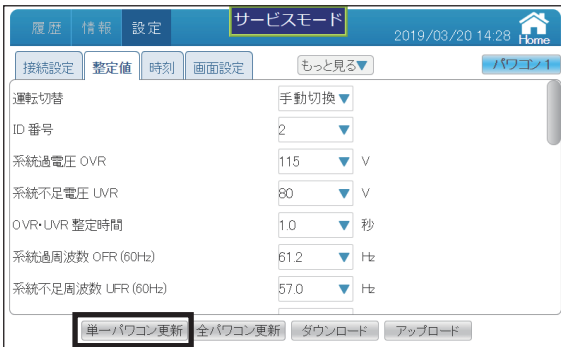 サービスモード
履歴 情報 設定 2019/03/20 14:28 Home
接続設定 整定値 時刻 画面設定 もっと見る▼ パワコン1
運転切替 手動切換▼
ID 番号 2 ▼
系統過電圧 OVR 115 ▼ V
系統不足電圧 UVR 80 ▼ V
OVR・UVR 整定時間 1.0 ▼ 秒
系統過周波数 OFR (60Hz) 61.2 ▼ Hz
系統不足周波数 UFR (60Hz) 57.0 ▼ Hz
単一パワコン更新 全パワコン更新 ダウンロード アップロード